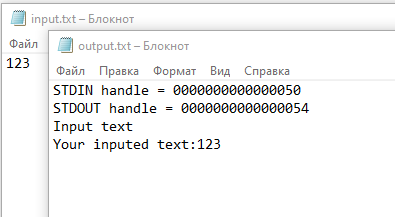 input.txt – Блокнот
Файл
123
output.txt – Блокнот
Файл Правка Формат Вид Справка
STDIN handle = 0000000000000050
STDOUT handle = 0000000000000054
Input text
Your inputed text:123